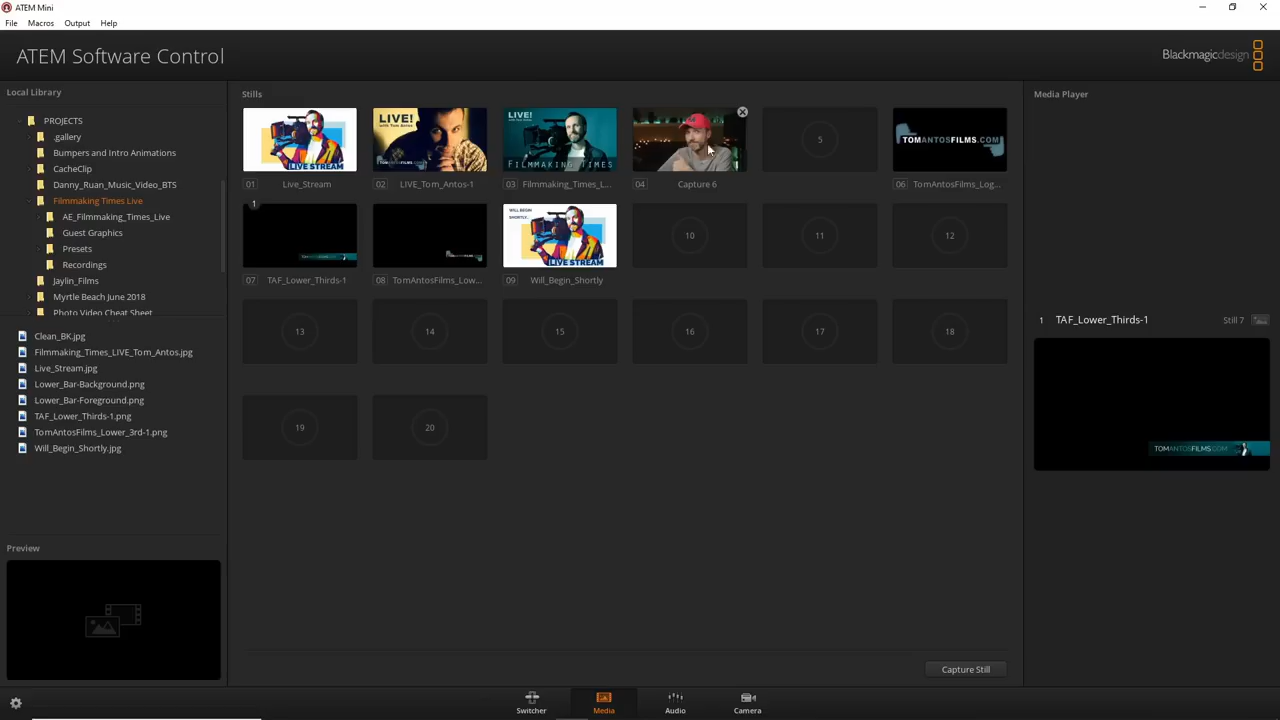 ATEM Mini
File Macros Output Help
ATEM Software Control
Blackmagicdesign
Local Library
PROJECTS
.gallery
Bumpers and Intro Animations
CacheClip
Danny_Ruan_Music_Video_BTS
Filmmaking Times Live
AE_Filmmaking_Times_Live
Guest Graphics
Presets
Recordings
Jaylin_Films
Myrtle Beach June 2018
Photo Video Cheat Sheet
Clean_BK.jpg
Filmmaking_Times_LIVE_Tom_Antos.jpg
Live_Stream.jpg
Lower_Bar-Background.png
Lower_Bar-Foreground.png
TAF_Lower_Thirds-1.png
TomAntosFilms_Lower_3rd-1.png
Will_Begin_Shortly.jpg
Preview
Stills
LIVE STREAM
LIVE!
with Tom Antos
TOMANTOSFILMS.COM
LIVE!
FILMMAKING TIMES
5
TOMANTOSFILMS.COM
01 Live_Stream
02 LIVE_Tom_Antos-1
03 Filmmaking_Times_L...
04 Capture 6
06 TomAntosFilms_Log...
1
WILL BEGIN
SHORTLY...
LIVE STREAM
10
11
12
07 TAF_Lower_Thirds-1
08 TomAntosFilms_Low...
09 Will_Begin_Shortly
13
14
15
16
17
18
19
20
Capture Still
Media Player
1 TAF_Lower_Thirds-1 Still 7
TOMANTOSFILMS.COM
Switcher
Media
Audio
Camera